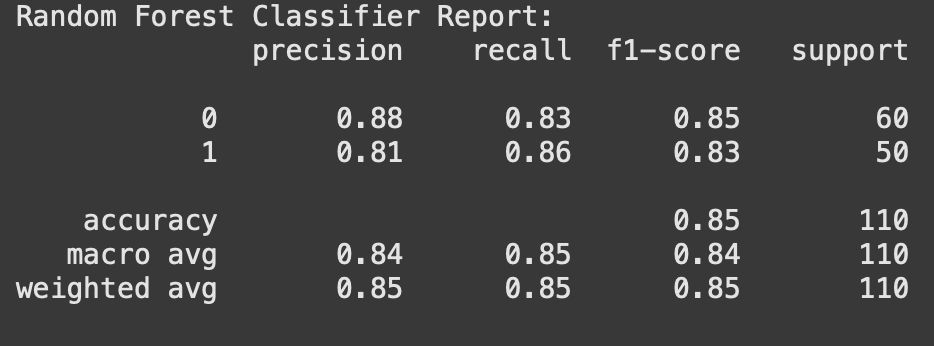 Random Forest Classifier Report:
precision recall f1-score support
0 0.88 0.83 0.85 60
1 0.81 0.86 0.83 50
accuracy 0.85 110
macro avg 0.84 0.85 0.84 110
weighted avg 0.85 0.85 0.85 110